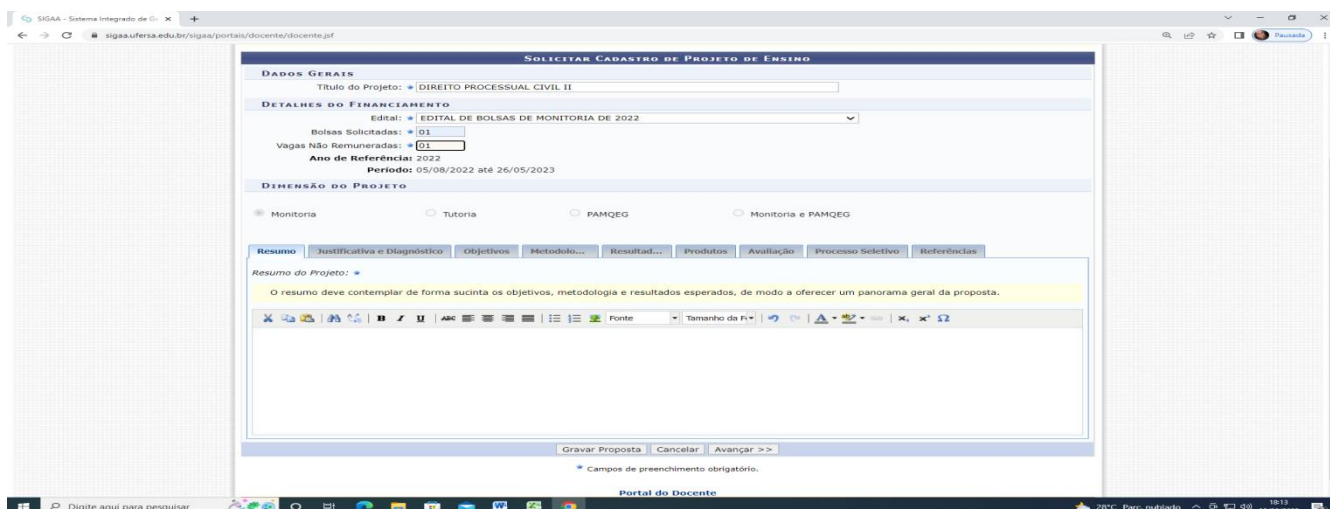 SIGAA - Sistema Integrado de G
sigaa.ufersa.edu.br/sigaa/portais/docente/docente.jsf
Pausada
SOLICITAR CADASTRO DE PROJETO DE ENSINO
DADOS GERAIS
Título do Projeto: DIREITO PROCESSUAL CIVIL II
DETALHES DO FINANCIAMENTO
Edital: EDITAL DE BOLSAS DE MONITORIA DE 2022
Bolsas Solicitadas: 01
Vagas Não Remuneradas: 01
Ano de Referência: 2022
Período: 05/08/2022 até 26/05/2023
DIMENSÃO DO PROJETO
Monitoria Tutoria PAMQEG Monitoria e PAMQEG
Resumo Justificativa e Diagnóstico Objetivos Metodolo... Resultad... Produtos Avaliação Processo Seletivo Referências
Resumo do Projeto:
O resumo deve contemplar de forma sucinta os objetivos, metodologia e resultados esperados, de modo a oferecer um panorama geral da proposta.
B I U ABC Fonte Tamanho da F A ab x, x² Ω
Gravar Proposta Cancelar Avançar >>
Campos de preenchimento obrigatório.
Portal do Docente
Digite aqui para pesquisar 28°C Parc. nublado 18:13